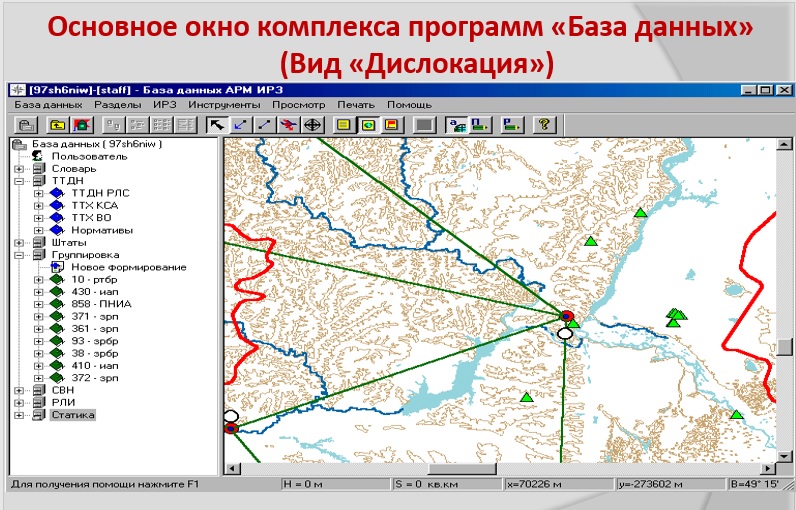 Основное окно комплекса программ «База данных»
(Вид «Дислокация»)
[97sh6niw]-[staff] - База данных АРМ ИРЗ
База данных Разделы ИРЗ Инструменты Просмотр Печать Помощь
База данных ( 97sh6niw )
Пользователь
Словарь
ТТДН
ТТДН РЛС
ТТХ КСА
ТТХ ВО
Нормативы
Штаты
Группировка
Новое формирование
10 - ртбр
430 - иап
858 - ПНИА
371 - зрп
361 - зрп
93 - зрбр
38 - зрбр
410 - иап
372 - зрп
СВН
РЛИ
Статика
Для получения помощи нажмите F1 H = 0 м S = 0 кв.км x=70226 м y=-273602 м B=49° 15'